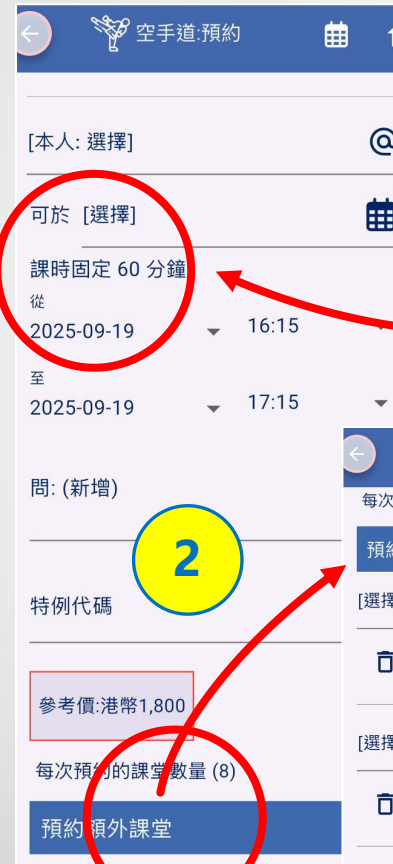 空手道:預約
[本人: 選擇]
可於 [選擇]
課時固定 60 分鐘
從
2025-09-19 16:15
至
2025-09-19 17:15
問: (新增)
2
特例代碼
參考價:港幣1,800
每次預約的課堂數量 (8)
預約額外課堂
每次
預約
[選擇
[選擇